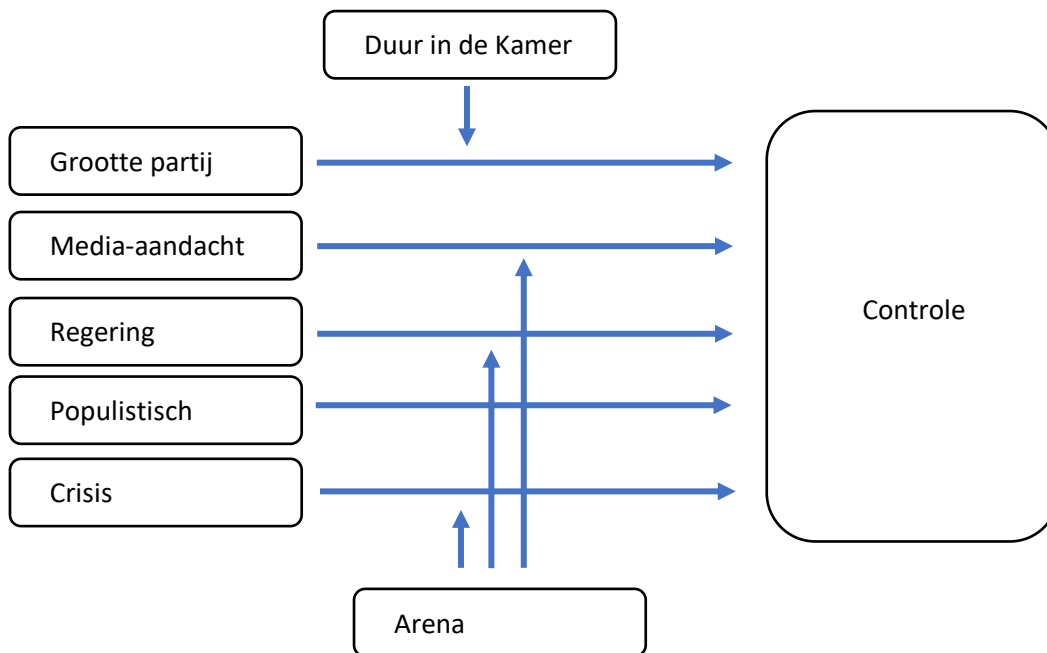 Duur in de Kamer
Grootte partij
Media-aandacht
Regering
Populistisch
Crisis
Controle
Arena